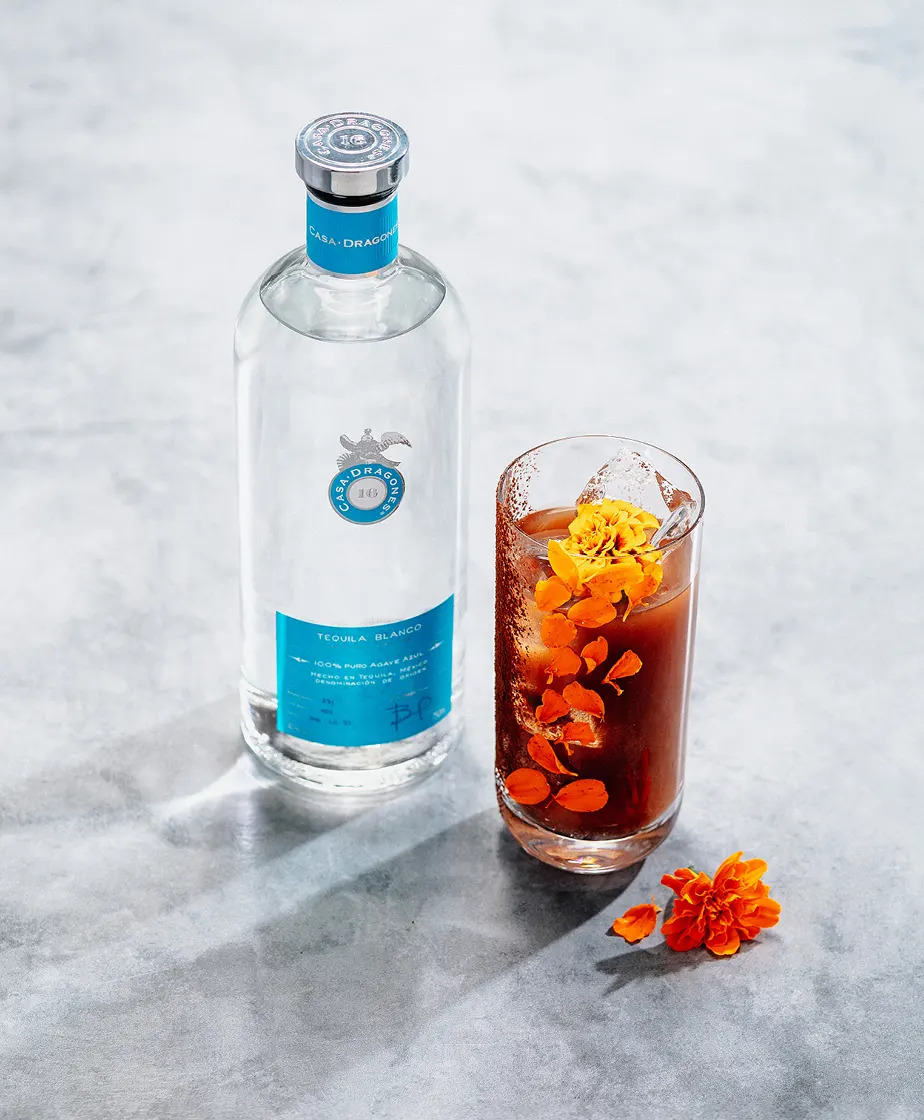 CASA·DRAGONES®
16
CASA·DRAGONES
CASA·DRAGONES®
16
TEQUILA BLANCO
100% PURO AGAVE AZUL
HECHO EN TEQUILA, MÉXICO
DENOMINACIÓN DE ORIGEN